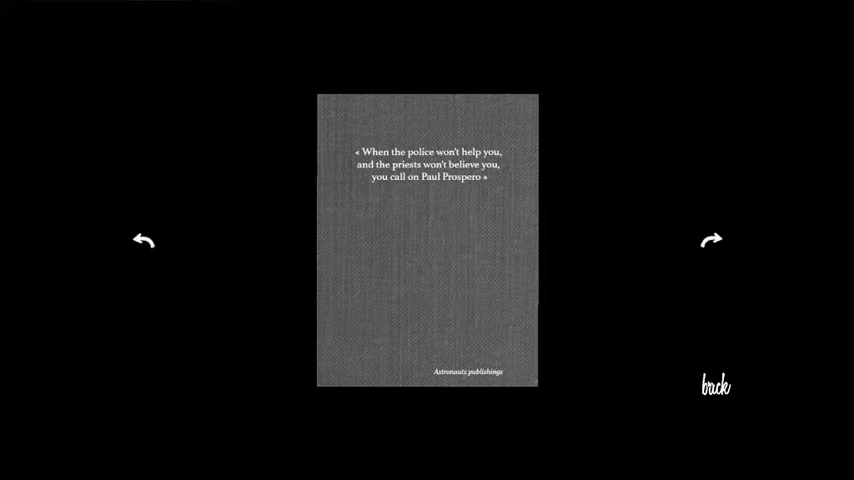 « When the police won't help you,
and the priests won't believe you,
you call on Paul Prospero »
Astronauts publishings
back